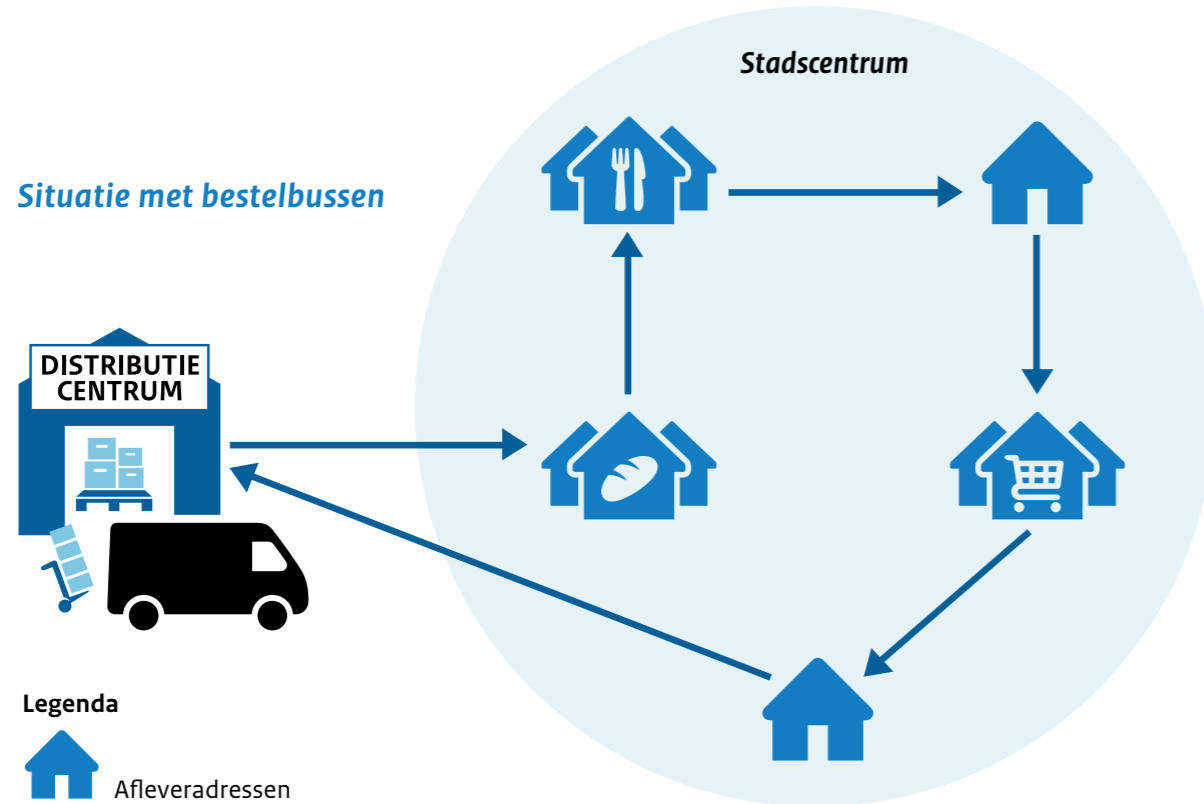 Stadscentrum
Situatie met bestelbussen
DISTRIBUTIE
CENTRUM
Legenda
Afleveradressen